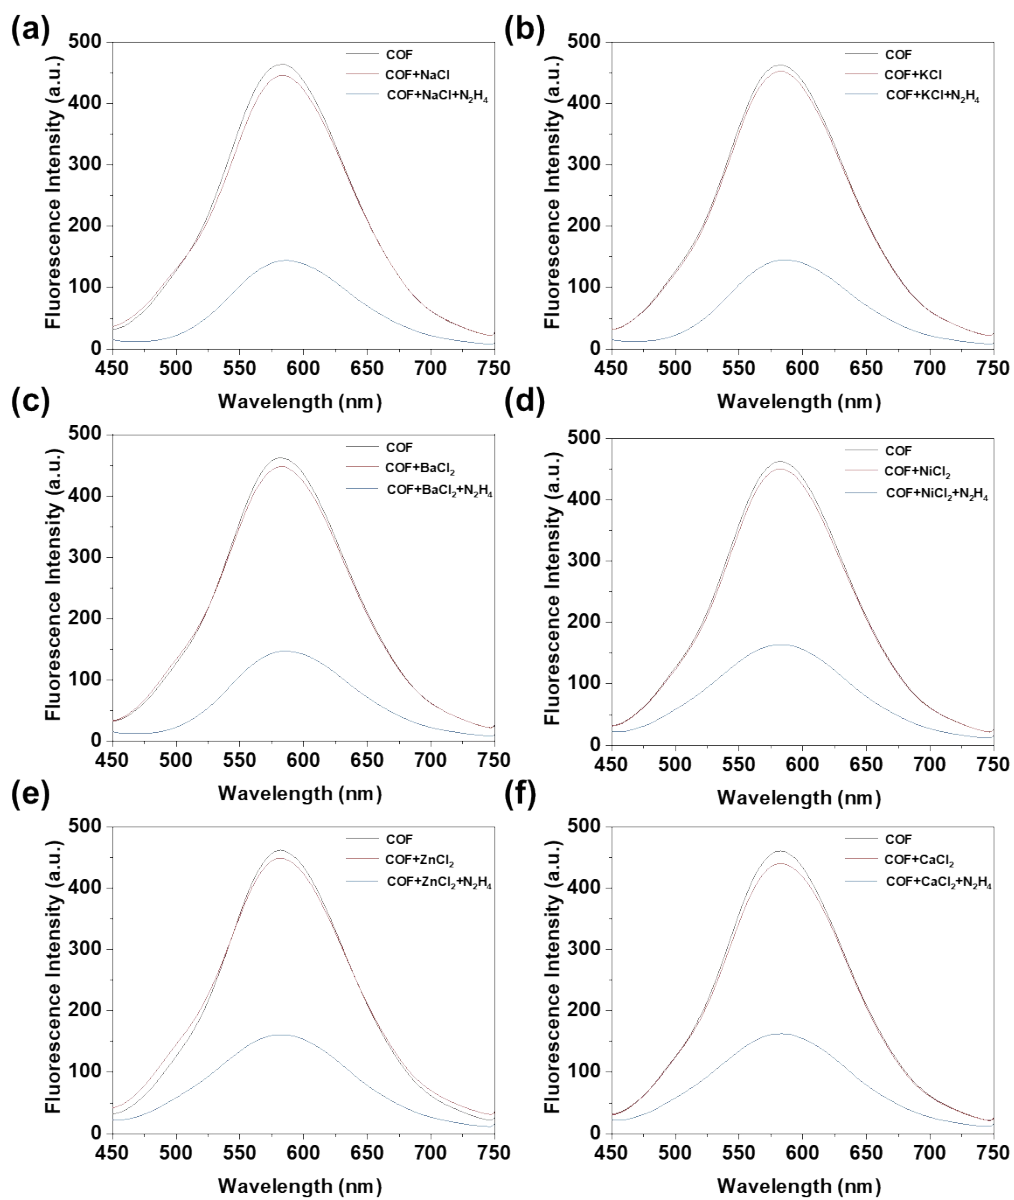 (a)
500
400
300
200
100
0
Fluorescence Intensity (a.u.)
COF
COF+NaCl
COF+NaCl+N₂H₄
450 500 550 600 650 700 750
Wavelength (nm)
(b)
500
400
300
200
100
0
Fluorescence Intensity (a.u.)
COF
COF+KCl
COF+KCl+N₂H₄
450 500 550 600 650 700 750
Wavelength (nm)
(c)
500
400
300
200
100
0
Fluorescence Intensity (a.u.)
COF
COF+BaCl₂
COF+BaCl₂+N₂H₄
450 500 550 600 650 700 750
Wavelength (nm)
(d)
500
400
300
200
100
0
Fluorescence Intensity (a.u.)
COF
COF+NiCl₂
COF+NiCl₂+N₂H₄
450 500 550 600 650 700 750
Wavelength (nm)
(e)
500
400
300
200
100
0
Fluorescence Intensity (a.u.)
COF
COF+ZnCl₂
COF+ZnCl₂+N₂H₄
450 500 550 600 650 700 750
Wavelength (nm)
(f)
500
400
300
200
100
0
Fluorescence Intensity (a.u.)
COF
COF+CaCl₂
COF+CaCl₂+N₂H₄
450 500 550 600 650 700 750
Wavelength (nm)